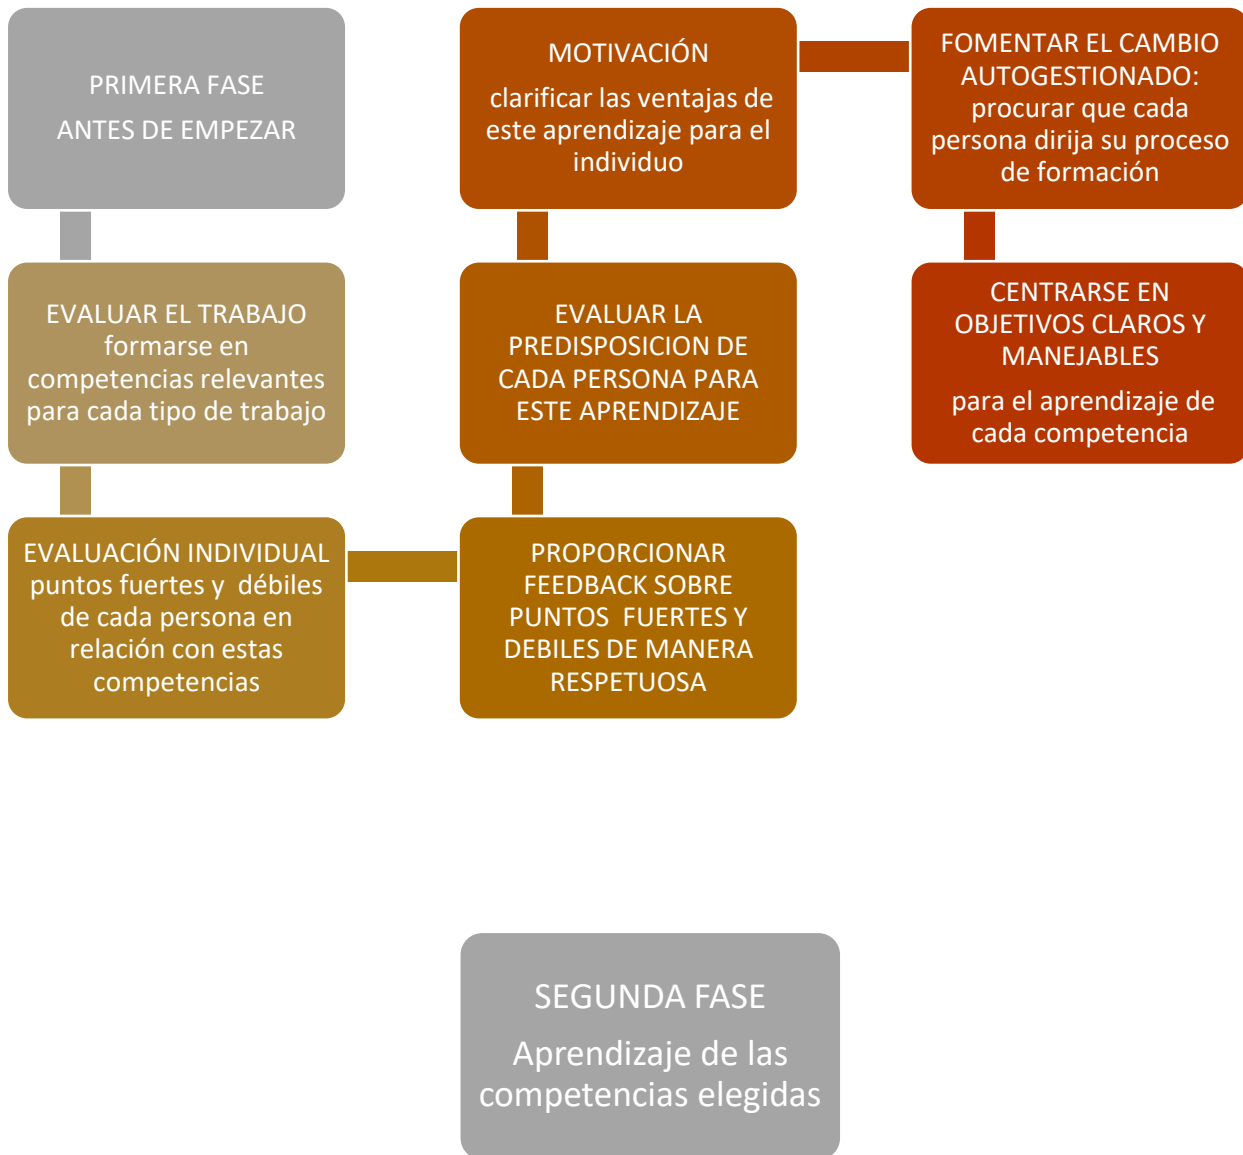 PRIMERA FASE
ANTES DE EMPEZAR
EVALUAR EL TRABAJO
formarse en
competencias relevantes
para cada tipo de trabajo
EVALUACIÓN INDIVIDUAL
puntos fuertes y  débiles
de cada persona en
relación con estas
competencias
PROPORCIONAR
FEEDBACK SOBRE
PUNTOS  FUERTES Y
DEBILES DE MANERA
RESPETUOSA
EVALUAR LA
PREDISPOSICION DE
CADA PERSONA PARA
ESTE APRENDIZAJE
MOTIVACIÓN
clarificar las ventajas de
este aprendizaje para el
individuo
FOMENTAR EL CAMBIO
AUTOGESTIONADO:
procurar que cada
persona dirija su proceso
de formación
CENTRARSE EN
OBJETIVOS CLAROS Y
MANEJABLES
para el aprendizaje de
cada competencia
SEGUNDA FASE
Aprendizaje de las
competencias elegidas